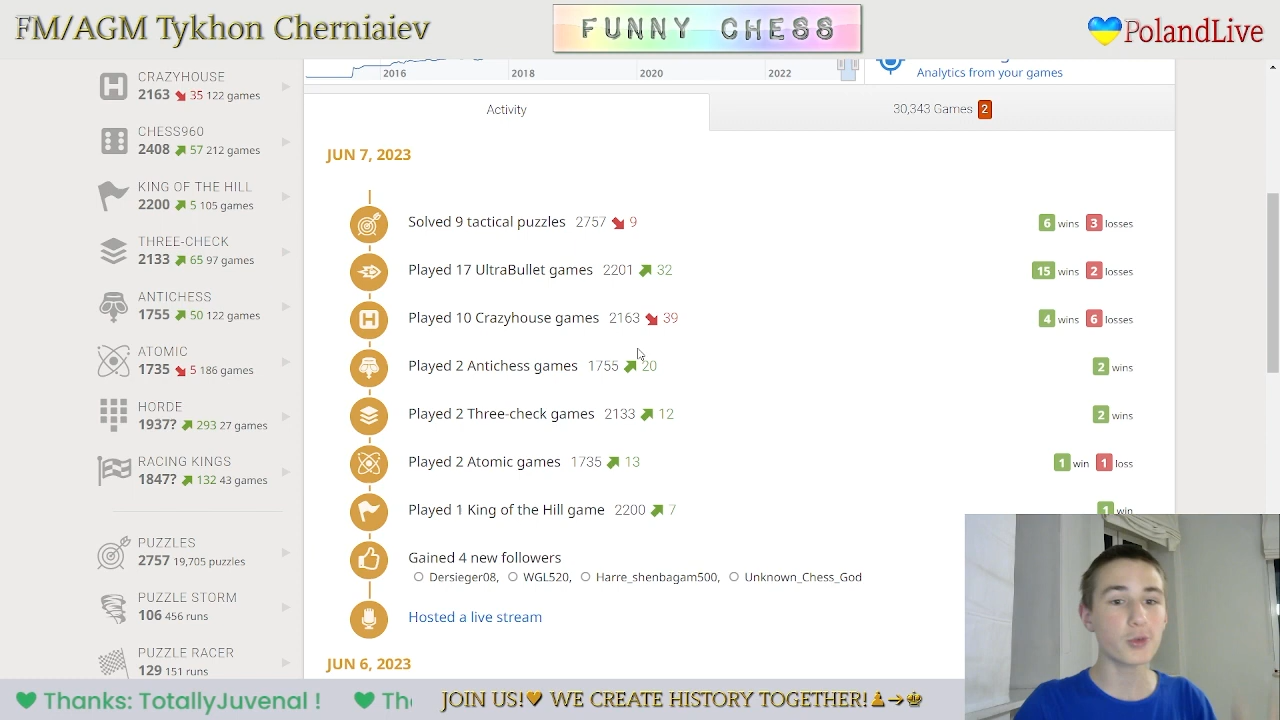 FM/AGM Tykhon Cherniaiev
FUNNY CHESS
PolandLive
CRAZYHOUSE
2163 35 122 games
CHESS960
2408 57 212 games
KING OF THE HILL
2200 5 105 games
THREE-CHECK
2133 65 97 games
ANTICHESS
1755 50 122 games
ATOMIC
1735 5 186 games
HORDE
1937? 293 27 games
RACING KINGS
1847? 132 43 games
PUZZLES
2757 19,705 puzzles
PUZZLE STORM
106 456 runs
PUZZLE RACER
129 151 runs
2016 2018 2020 2022
Analytics from your games
Activity
30,343 Games 2
JUN 7, 2023
Solved 9 tactical puzzles 2757 9 6 wins 3 losses
Played 17 UltraBullet games 2201 32 15 wins 2 losses
Played 10 Crazyhouse games 2163 39 4 wins 6 losses
Played 2 Antichess games 1755 20 2 wins
Played 2 Three-check games 2133 12 2 wins
Played 2 Atomic games 1735 13 1 win 1 loss
Played 1 King of the Hill game 2200 7 1 win
Gained 4 new followers
Dersieger08, WGL520, Harre_shenbagam500, Unknown_Chess_God
Hosted a live stream
JUN 6, 2023
Thanks: TotallyJuvenal ! Th
JOIN US! WE CREATE HISTORY TOGETHER!